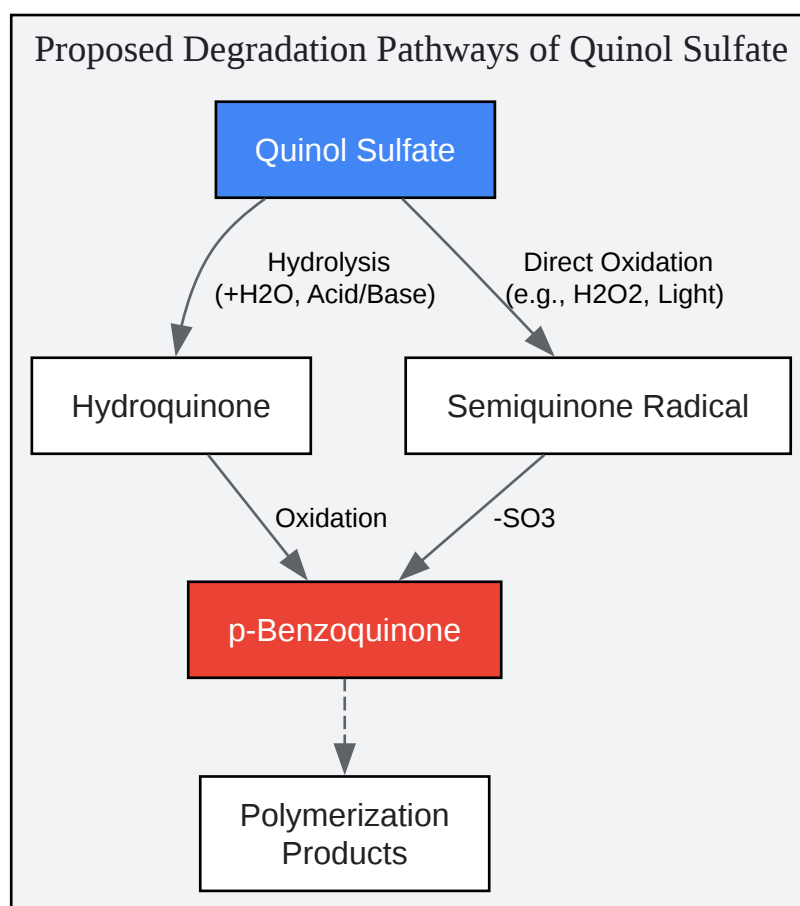 Proposed Degradation Pathways of Quinol Sulfate
Quinol Sulfate
Hydrolysis
(+H2O, Acid/Base)
Direct Oxidation
(e.g., H2O2, Light)
Hydroquinone
Semiquinone Radical
Oxidation
-SO3
p-Benzoquinone
Polymerization
Products